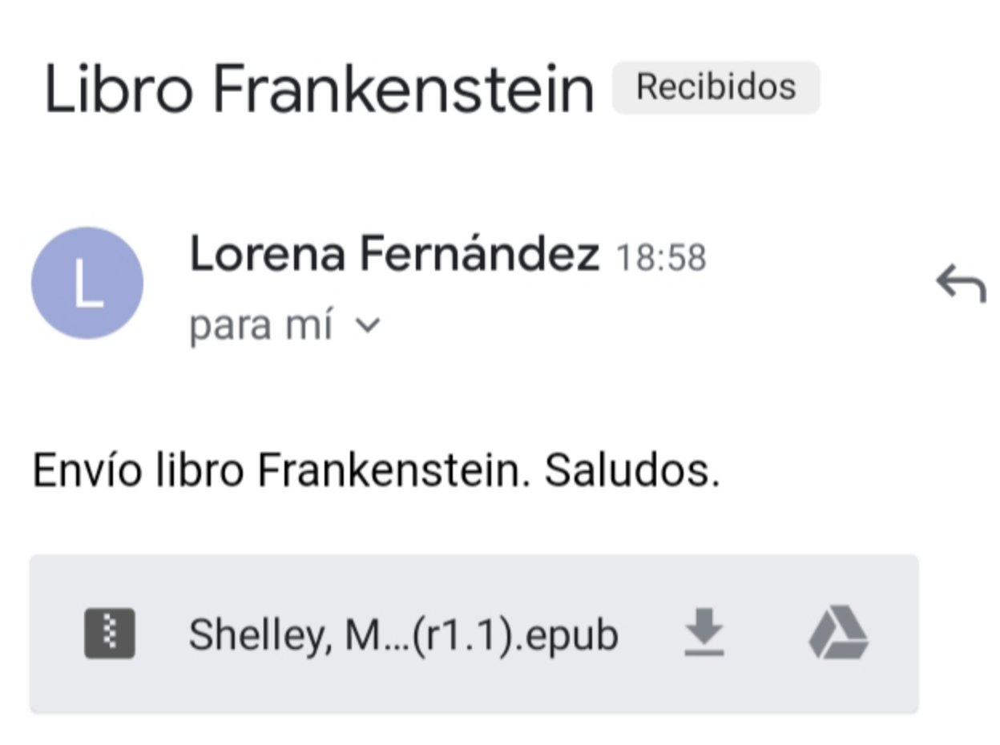 Libro Frankenstein Recibidos
L
Lorena Fernández 18:58
para mí
Envío libro Frankenstein. Saludos.
Shelley, M...(r1.1).epub